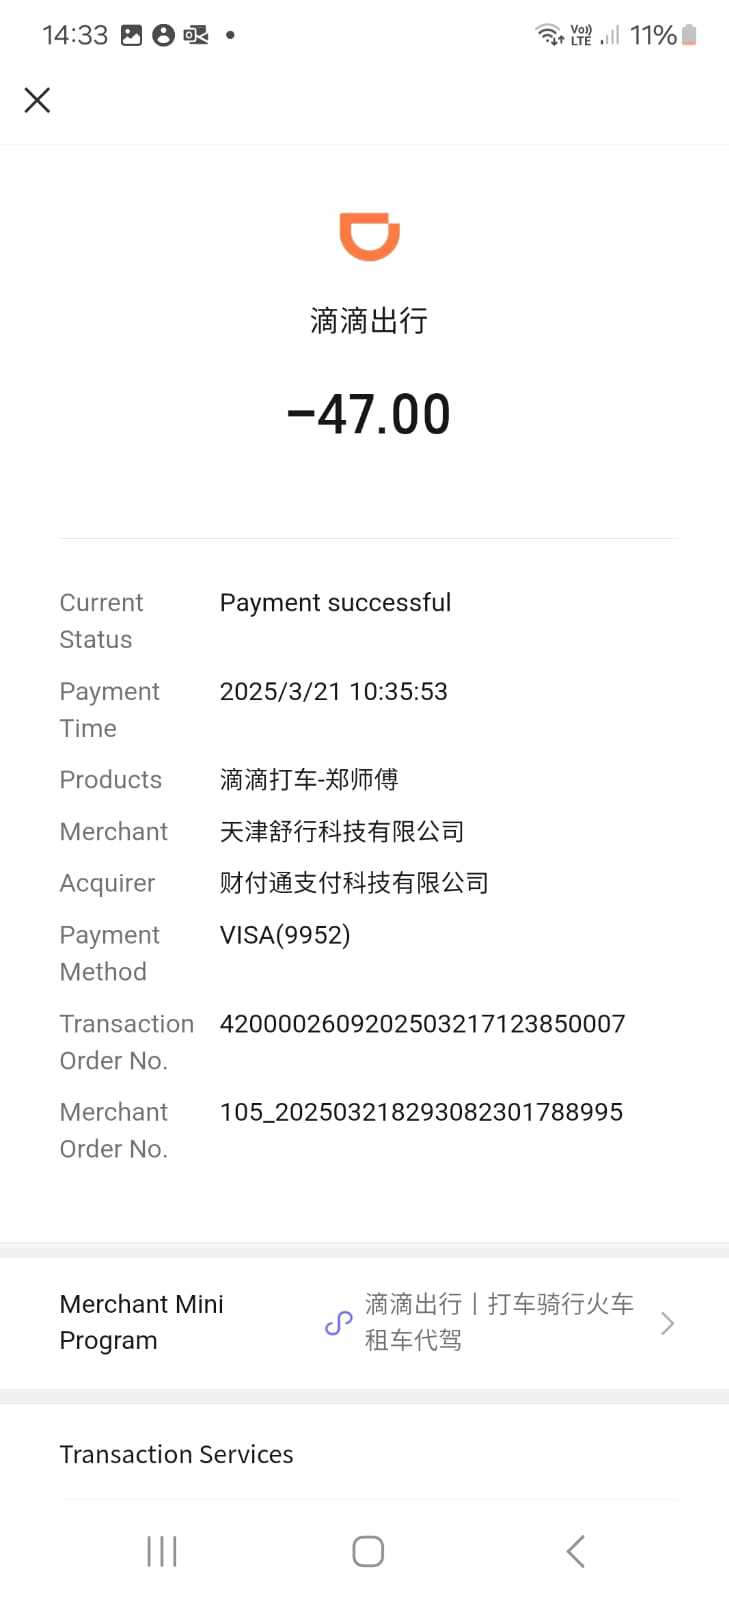 14:33
Vo))
LTE
11%
滴滴出行
−47.00
Current
Status
Payment successful
Payment
Time
2025/3/21 10:35:53
Products
滴滴打车-郑师傅
Merchant
天津舒行科技有限公司
Acquirer
财付通支付科技有限公司
Payment
Method
VISA(9952)
Transaction
Order No.
4200002609202503217123850007
Merchant
Order No.
105_202503218293082301788995
Merchant Mini
Program
滴滴出行丨打车骑行火车
租车代驾
Transaction Services